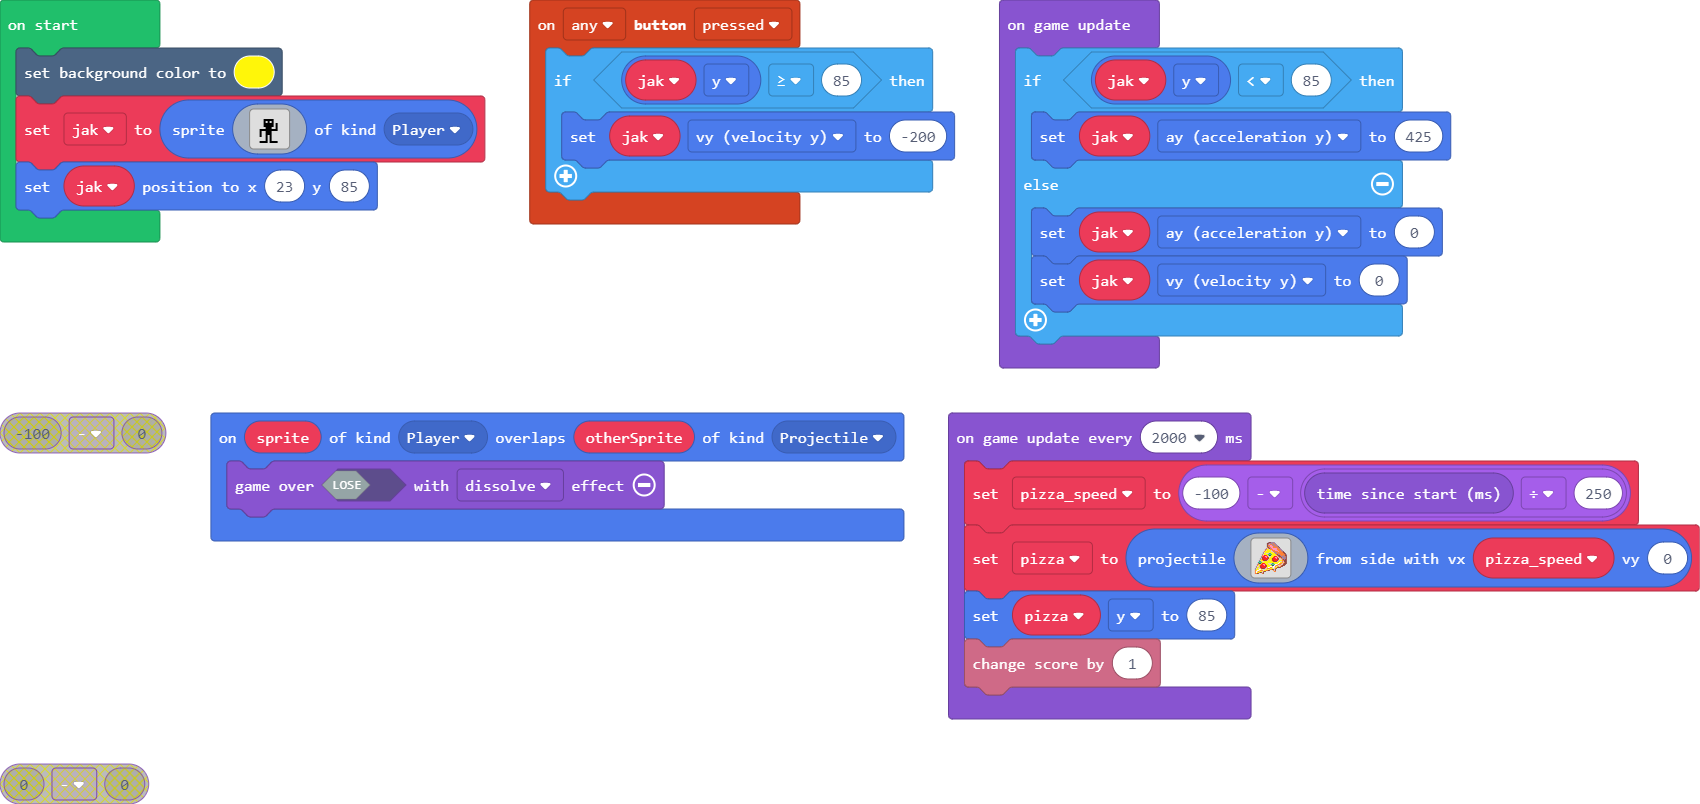 on start
set background color to
set jak to sprite of kind Player
set jak position to x 23 y 85
on any button pressed
if jak y ≥ 85 then
set jak vy (velocity y) to -200
on game update
if jak y < 85 then
set jak ay (acceleration y) to 425
else
set jak ay (acceleration y) to 0
set jak vy (velocity y) to 0
-100 - 0
on sprite of kind Player overlaps otherSprite of kind Projectile
game over LOSE with dissolve effect
on game update every 2000 ms
set pizza_speed to -100 - time since start (ms) ÷ 250
set pizza to projectile from side with vx pizza_speed vy 0
set pizza y to 85
change score by 1
0 - 0